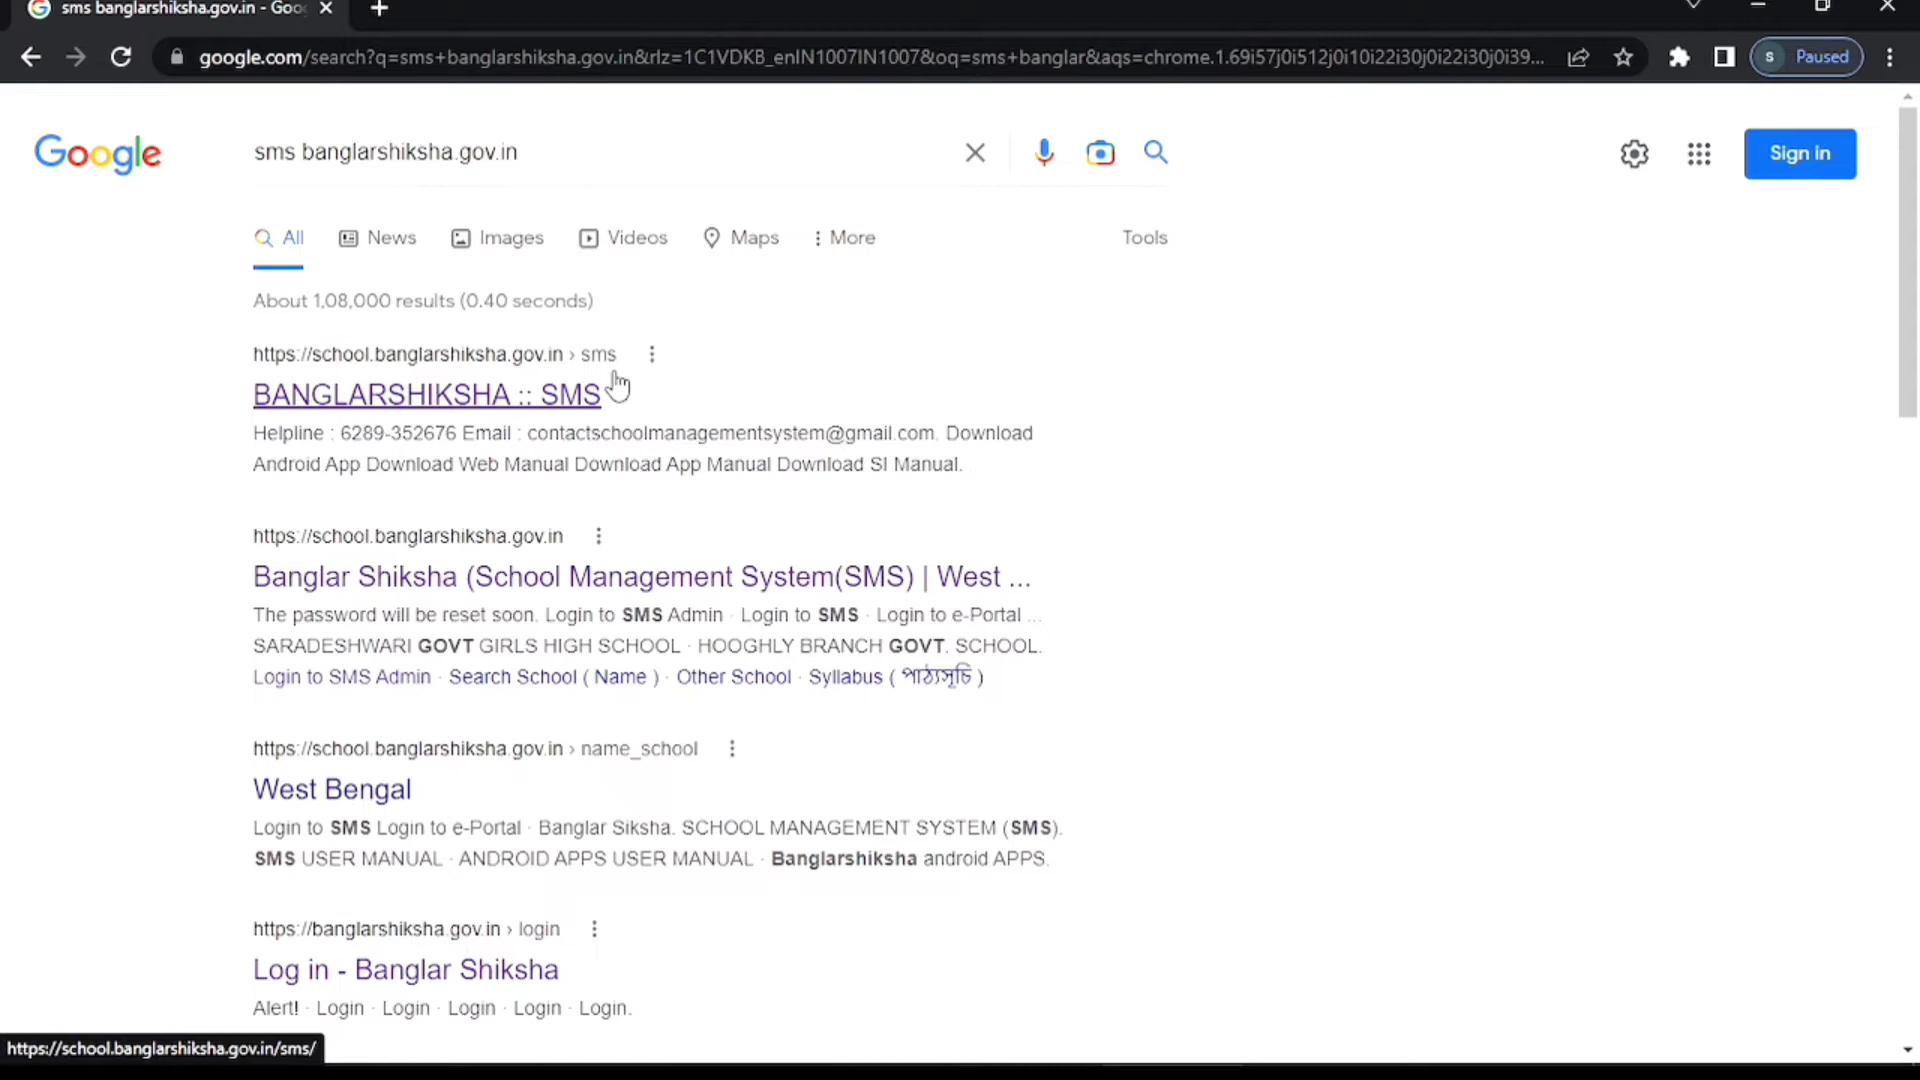 sms banglarshiksha.gov.in - Goo
google.com/search?q=sms+banglarshiksha.gov.in&rlz=1C1VDKB_enIN1007IN1007&oq=sms+banglar&aqs=chrome.1.69i57j0i512j0i10i22i30j0i22i30j0i39...
s Paused
Google
sms banglarshiksha.gov.in
Sign in
All News Images Videos Maps More Tools
About 1,08,000 results (0.40 seconds)
https://school.banglarshiksha.gov.in › sms
BANGLARSHIKSHA :: SMS
Helpline : 6289-352676 Email : contactschoolmanagementsystem@gmail.com. Download
Android App Download Web Manual Download App Manual Download SI Manual.
https://school.banglarshiksha.gov.in
Banglar Shiksha (School Management System(SMS) | West ...
The password will be reset soon. Login to SMS Admin · Login to SMS · Login to e-Portal ...
SARADESHWARI GOVT GIRLS HIGH SCHOOL · HOOGHLY BRANCH GOVT. SCHOOL.
Login to SMS Admin · Search School ( Name ) · Other School · Syllabus ( পাঠ্যসূচি )
https://school.banglarshiksha.gov.in › name_school
West Bengal
Login to SMS Login to e-Portal · Banglar Siksha. SCHOOL MANAGEMENT SYSTEM (SMS).
SMS USER MANUAL · ANDROID APPS USER MANUAL · Banglarshiksha android APPS.
https://banglarshiksha.gov.in › login
Log in - Banglar Shiksha
Alert! · Login · Login · Login · Login · Login.
https://school.banglarshiksha.gov.in/sms/